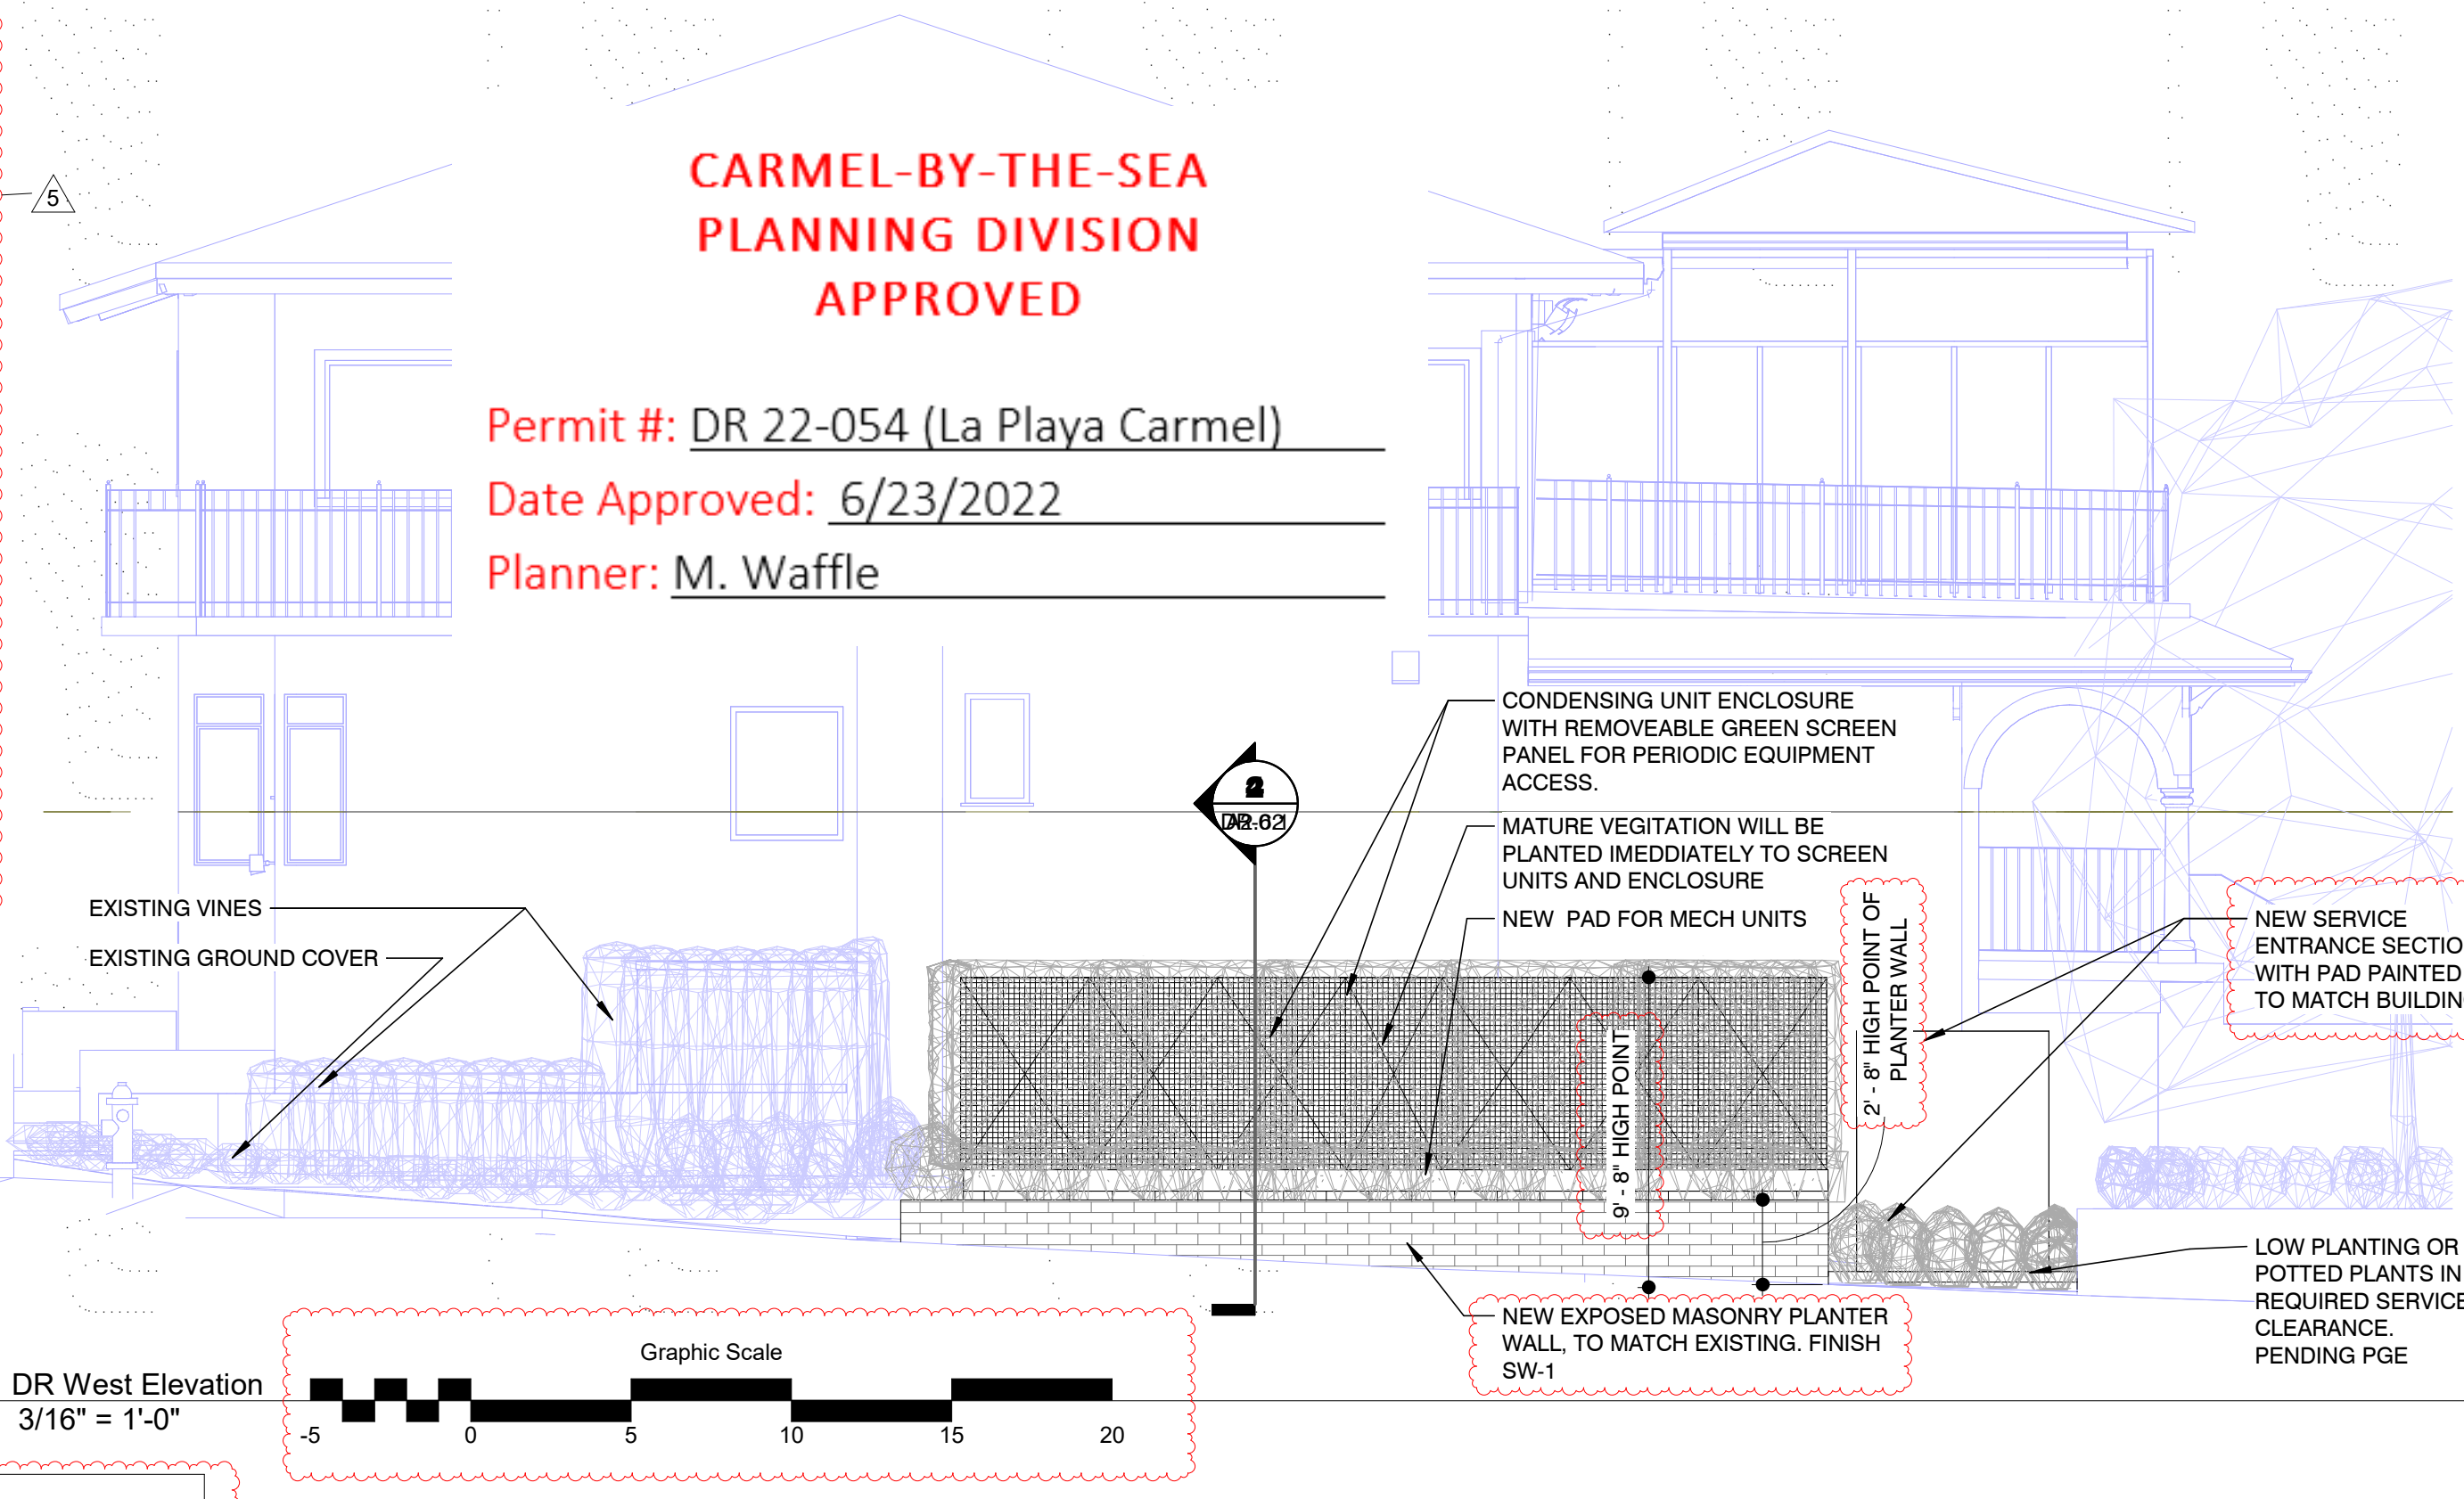 5
CARMEL-BY-THE-SEA
PLANNING DIVISION
APPROVED
Permit #: DR 22-054 (La Playa Carmel)
Date Approved: 6/23/2022
Planner: M. Waffle
CONDENSING UNIT ENCLOSURE
WITH REMOVEABLE GREEN SCREEN
PANEL FOR PERIODIC EQUIPMENT
ACCESS.
2
MATURE VEGITATION WILL BE
PLANTED IMEDDIATELY TO SCREEN
UNITS AND ENCLOSURE
NEW PAD FOR MECH UNITS
EXISTING VINES
EXISTING GROUND COVER
2' - 8" HIGH POINT OF
PLANTER WALL
9' - 8" HIGH POINT
NEW SERVICE
ENTRANCE SECTIO
WITH PAD PAINTED
TO MATCH BUILDIN
LOW PLANTING OR
POTTED PLANTS IN
REQUIRED SERVICE
CLEARANCE.
PENDING PGE
NEW EXPOSED MASONRY PLANTER
WALL, TO MATCH EXISTING. FINISH
SW-1
Graphic Scale
-5 0 5 10 15 20
DR West Elevation
3/16" = 1'-0"